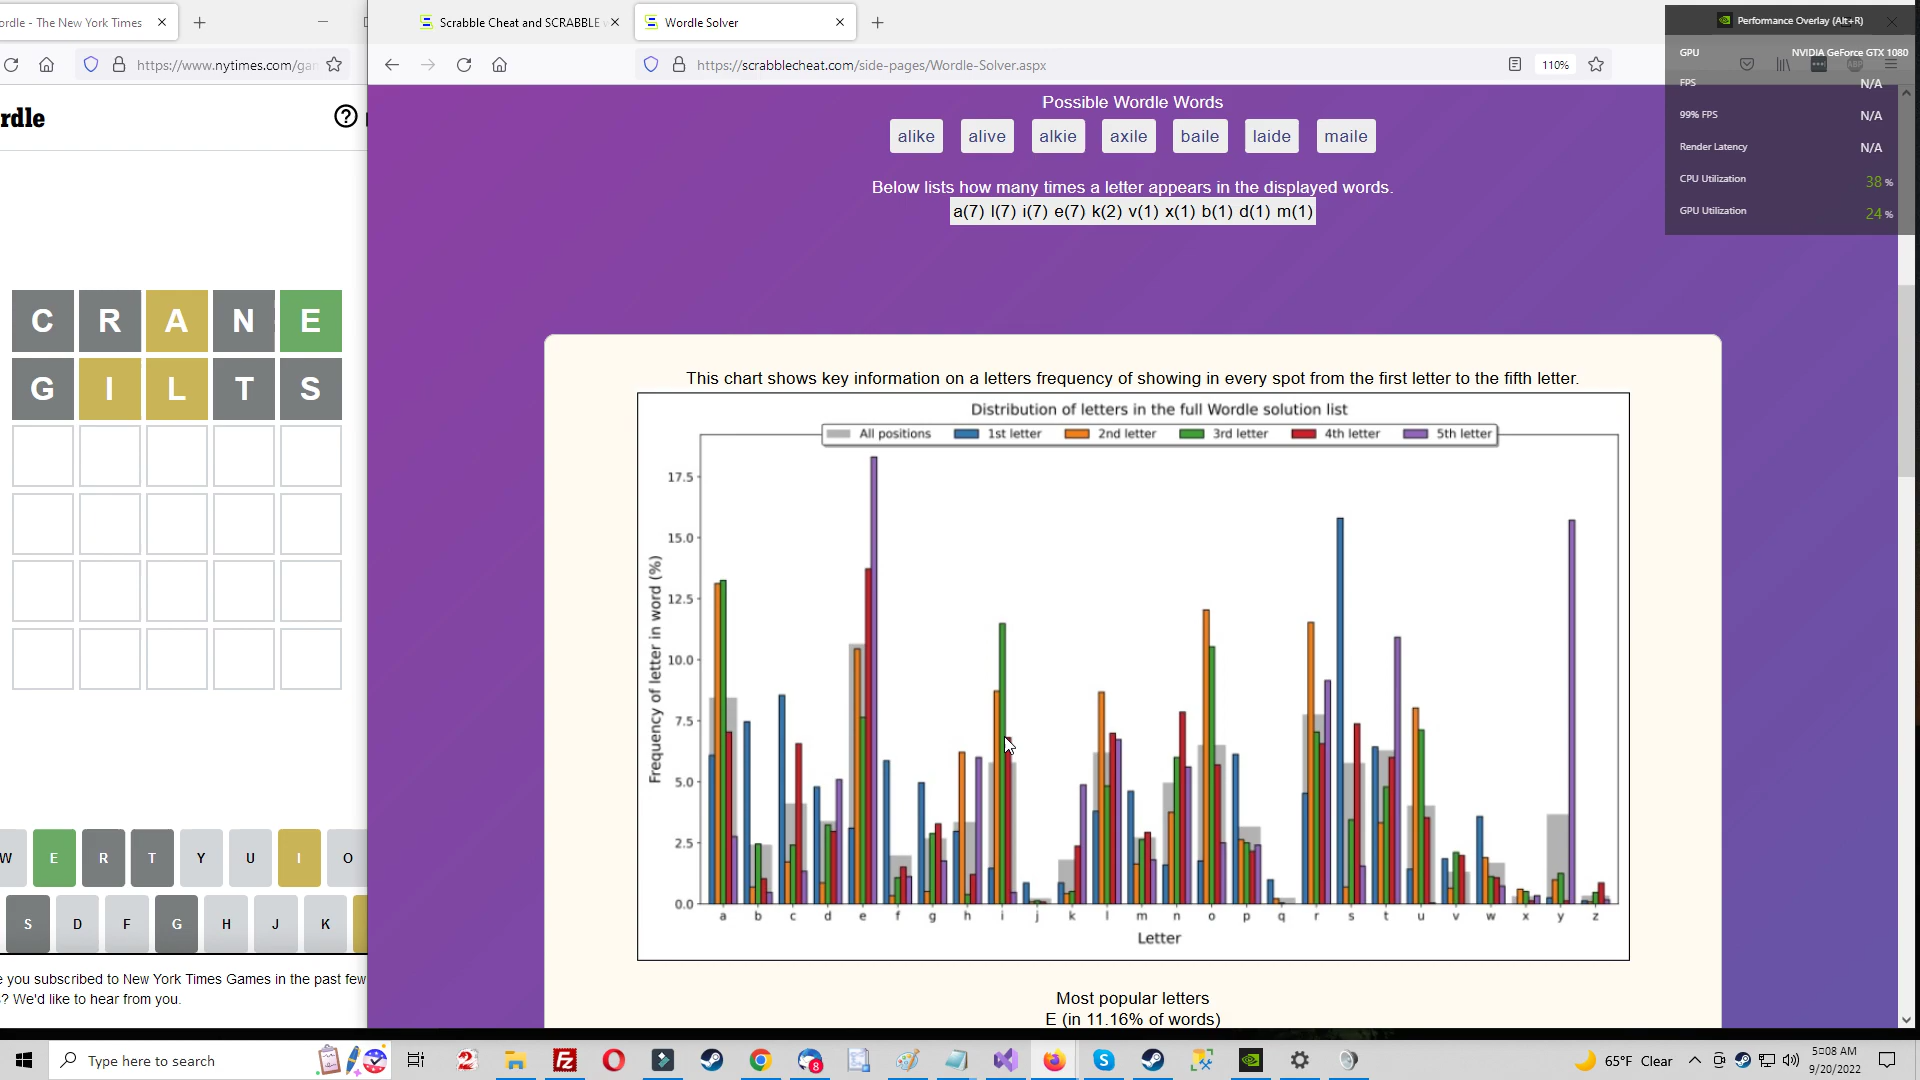 ordle - The New York Times
Scrabble Cheat and SCRABBLE
Wordle Solver
https://www.nytimes.com/gan
https://scrabblecheat.com/side-pages/Wordle-Solver.aspx
110%
Performance Overlay (Alt+R)
GPU NVIDIA GeForce GTX 1080
FPS N/A
99% FPS N/A
Render Latency N/A
CPU Utilization 38 %
GPU Utilization 24 %
rdle
C R A N E
G I L T S
W E R T Y U I O
S D F G H J K
e you subscribed to New York Times Games in the past few
s? We'd like to hear from you.
Possible Wordle Words
alike alive alkie axile baile laide maile
Below lists how many times a letter appears in the displayed words.
a(7) l(7) i(7) e(7) k(2) v(1) x(1) b(1) d(1) m(1)
This chart shows key information on a letters frequency of showing in every spot from the first letter to the fifth letter.
Distribution of letters in the full Wordle solution list
All positions 1st letter 2nd letter 3rd letter 4th letter 5th letter
Frequency of letter in word (%)
17.5
15.0
12.5
10.0
7.5
5.0
2.5
0.0
a b c d e f g h i j k l m n o p q r s t u v w x y z
Letter
Most popular letters
E (in 11.16% of words)
Type here to search
8
65°F Clear
5:08 AM
9/20/2022